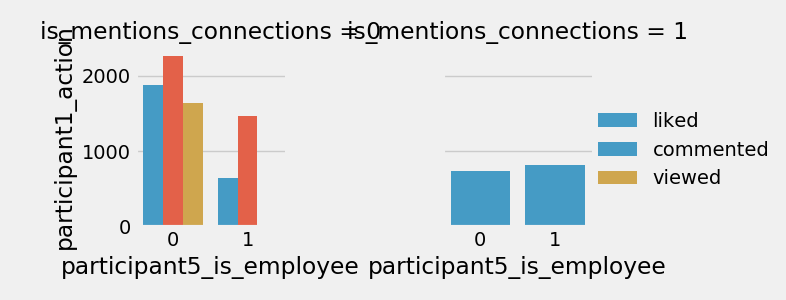 is_mentions_connections = 0
is_mentions_connections = 1
participant1_action
2000
1000
0
0
1
0
1
participant5_is_employee
participant5_is_employee
liked
commented
viewed